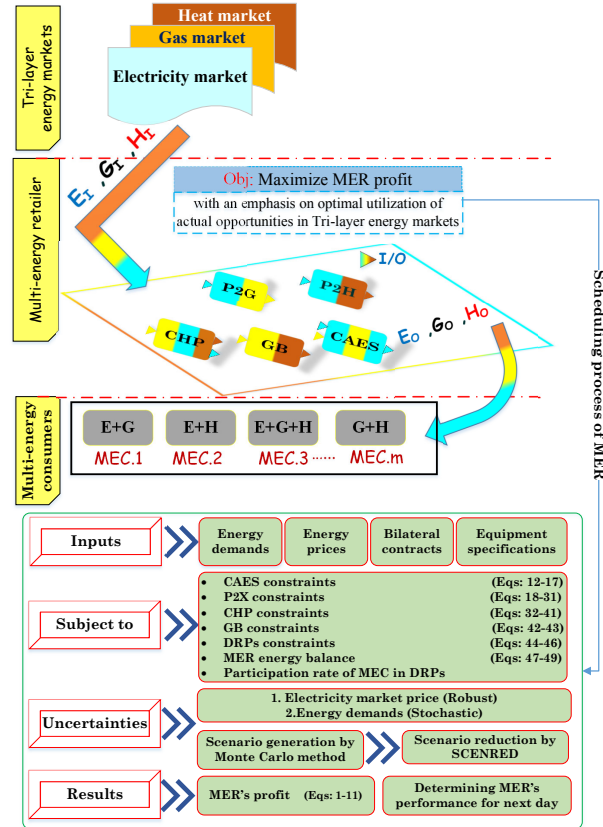 Heat market
Gas market
Electricity market
Tri-layer
energy markets
E_I ,G_I ,H_I
Multi-energy retailer
Obj: Maximize MER profit
with an emphasis on optimal utilization of
actual opportunities in Tri-layer energy markets
I/O
P2G
P2H
CHP
GB
CAES
E_O ,G_O ,H_O
Scheduling process of MER
Multi-energy
consumers
E+G
E+H
E+G+H
G+H
MEC.1
MEC.2
MEC.3 ······ MEC.m
Inputs
Energy
demands
Energy
prices
Bilateral
contracts
Equipment
specifications
Subject to
• CAES constraints (Eqs: 12-17)
• P2X constraints (Eqs: 18-31)
• CHP constraints (Eqs: 32-41)
• GB constraints (Eqs: 42-43)
• DRPs constraints (Eqs: 44-46)
• MER energy balance (Eqs: 47-49)
• Participation rate of MEC in DRPs
Uncertainties
1. Electricity market price (Robust)
2.Energy demands (Stochastic)
Scenario generation by
Monte Carlo method
Scenario reduction by
SCENRED
Results
MER's profit (Eqs: 1-11)
Determining MER's
performance for next day